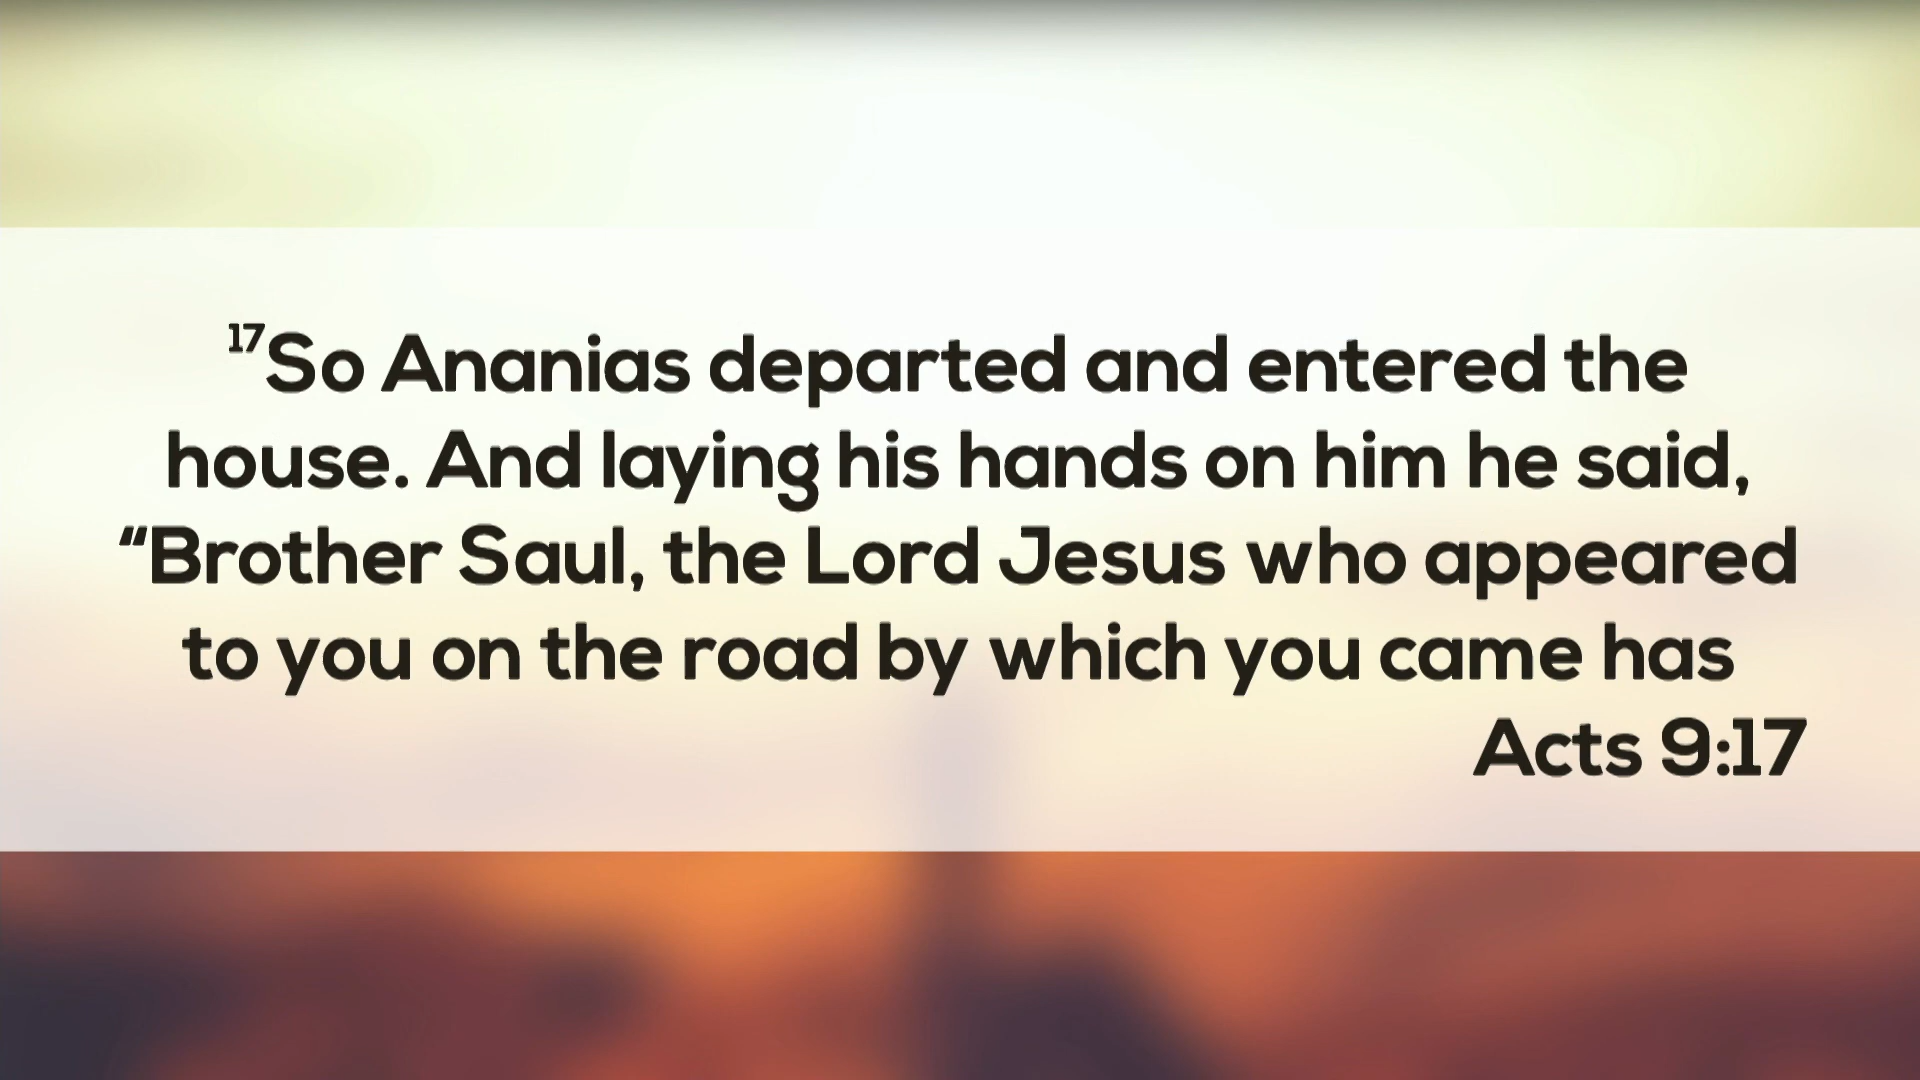 17So Ananias departed and entered the
house. And laying his hands on him he said,
“Brother Saul, the Lord Jesus who appeared
to you on the road by which you came has
Acts 9:17